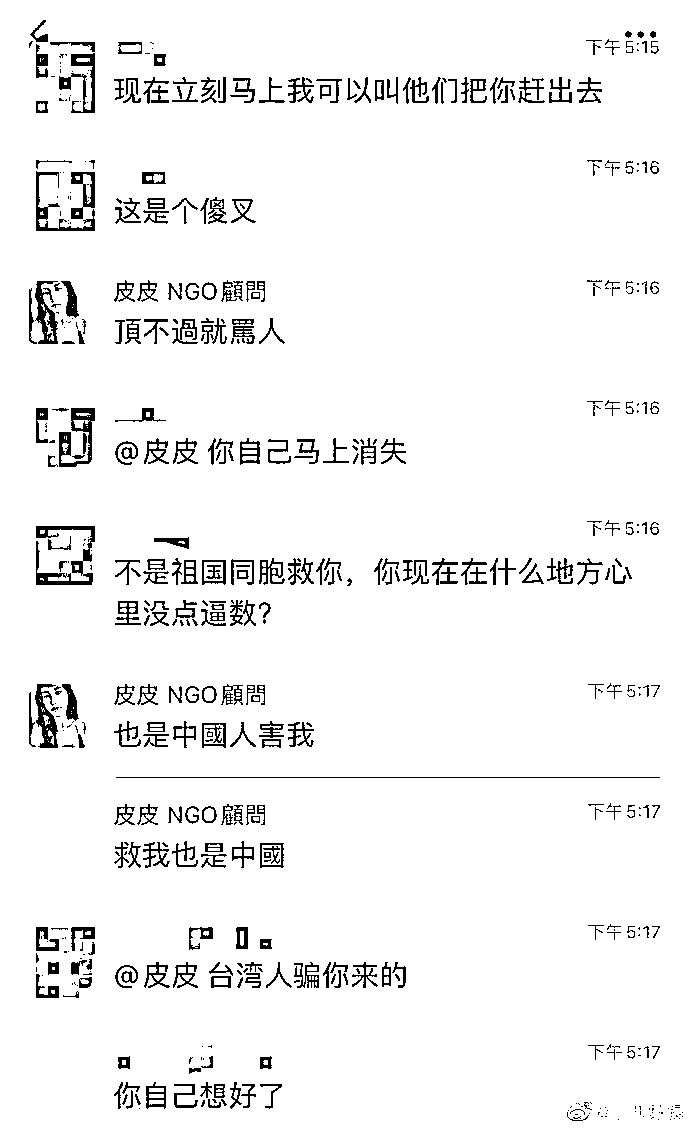 下午5:15
现在立刻马上我可以叫他们把你赶出去
下午5:16
这是个傻叉
皮皮 NGO顧問
下午5:16
頂不過就罵人
下午5:16
@皮皮 你自己马上消失
下午5:16
不是祖国同胞救你，你现在在什么地方心
里没点逼数？
皮皮 NGO顧問
下午5:17
也是中國人害我
皮皮 NGO顧問
下午5:17
救我也是中國
下午5:17
@皮皮 台湾人骗你来的
下午5:17
你自己想好了